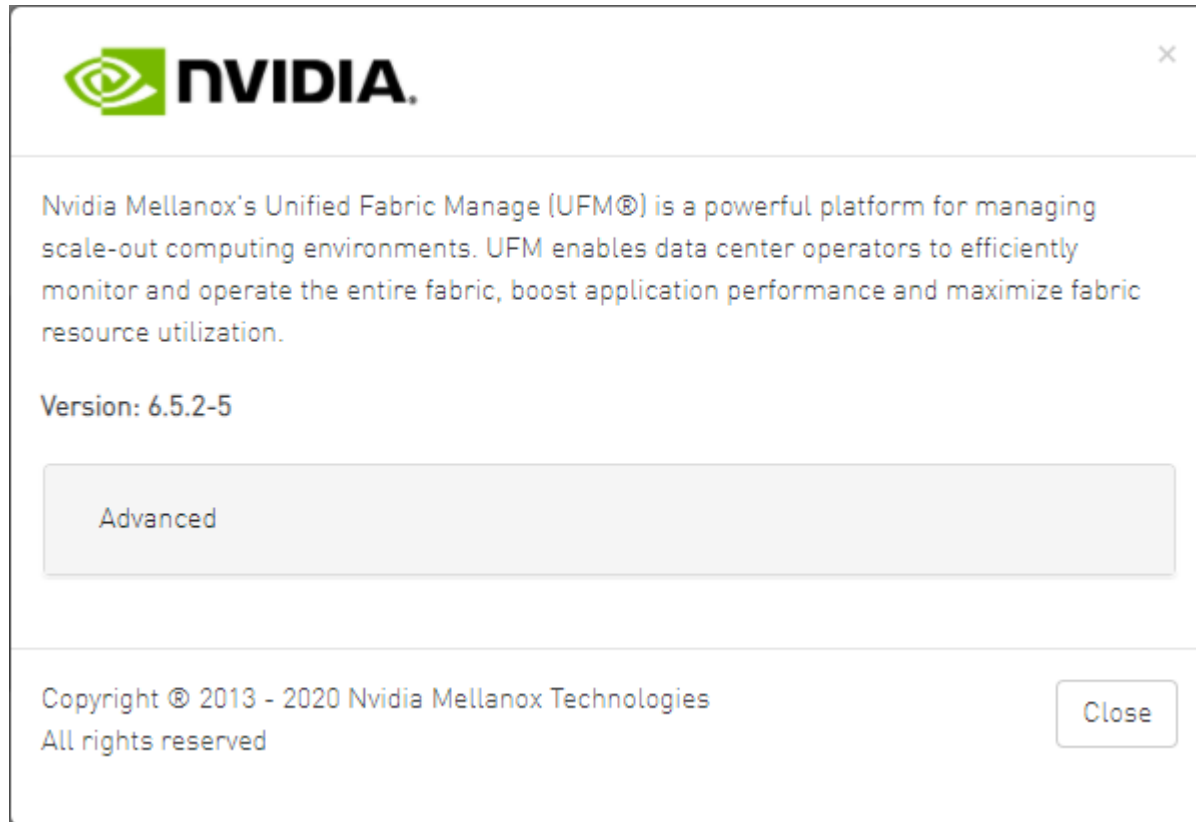 NVIDIA.
×
Nvidia Mellanox's Unified Fabric Manage (UFM®) is a powerful platform for managing
scale-out computing environments. UFM enables data center operators to efficiently
monitor and operate the entire fabric, boost application performance and maximize fabric
resource utilization.
Version: 6.5.2-5
Advanced
Copyright ® 2013 - 2020 Nvidia Mellanox Technologies
All rights reserved
Close